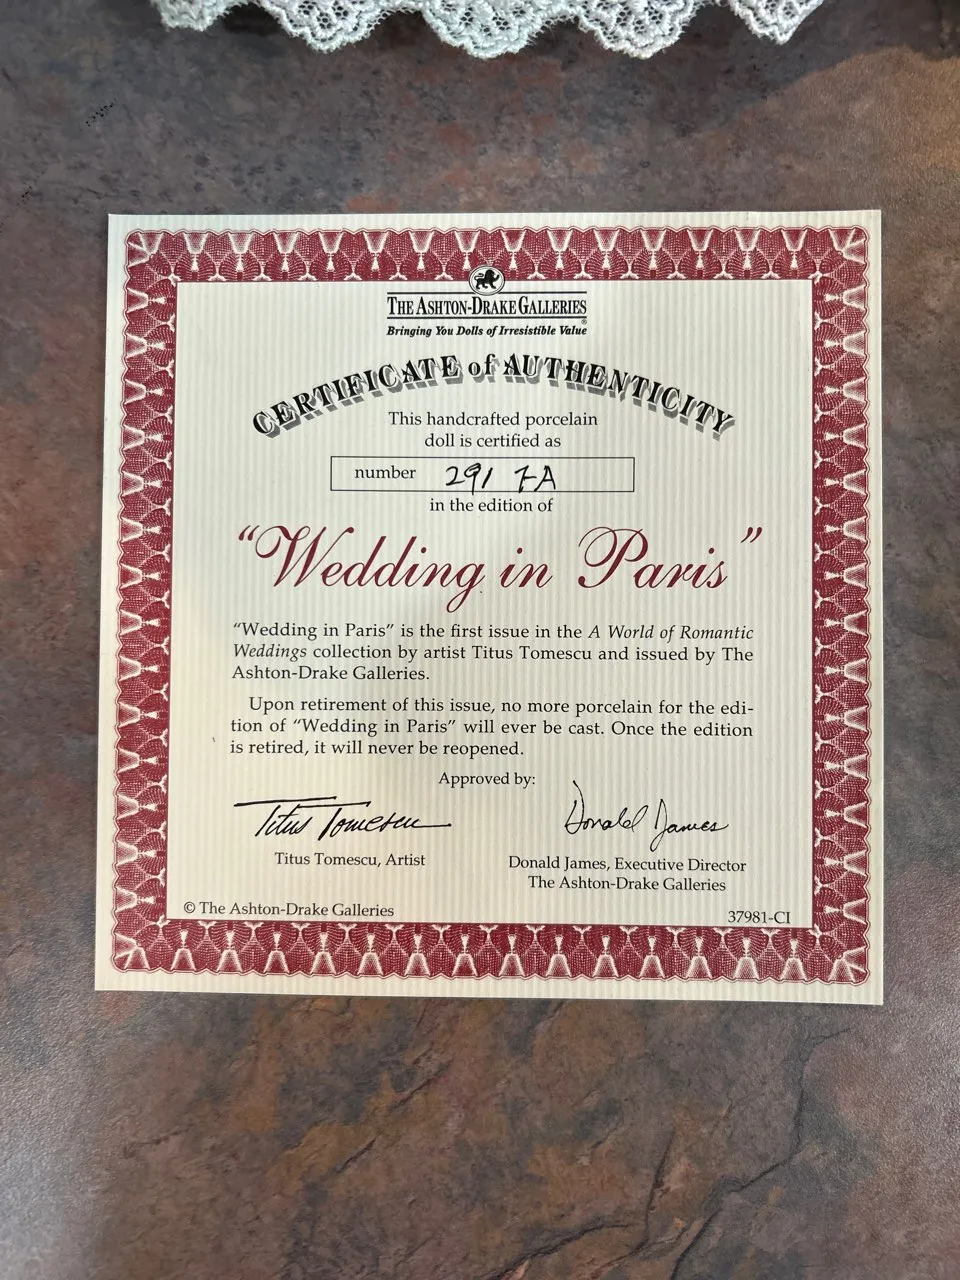 THE ASHTON-DRAKE GALLERIES
®
Bringing You Dolls of Irresistible Value
CERTIFICATE of AUTHENTICITY
This handcrafted porcelain
doll is certified as
number 291 FA
in the edition of
“Wedding in Paris”
“Wedding in Paris” is the first issue in the A World of Romantic
Weddings collection by artist Titus Tomescu and issued by The
Ashton-Drake Galleries.
Upon retirement of this issue, no more porcelain for the edi-
tion of “Wedding in Paris” will ever be cast. Once the edition
is retired, it will never be reopened.
Approved by:
Titus Tomescu
Donald James
Titus Tomescu, Artist
Donald James, Executive Director
The Ashton-Drake Galleries
© The Ashton-Drake Galleries
37981-CI